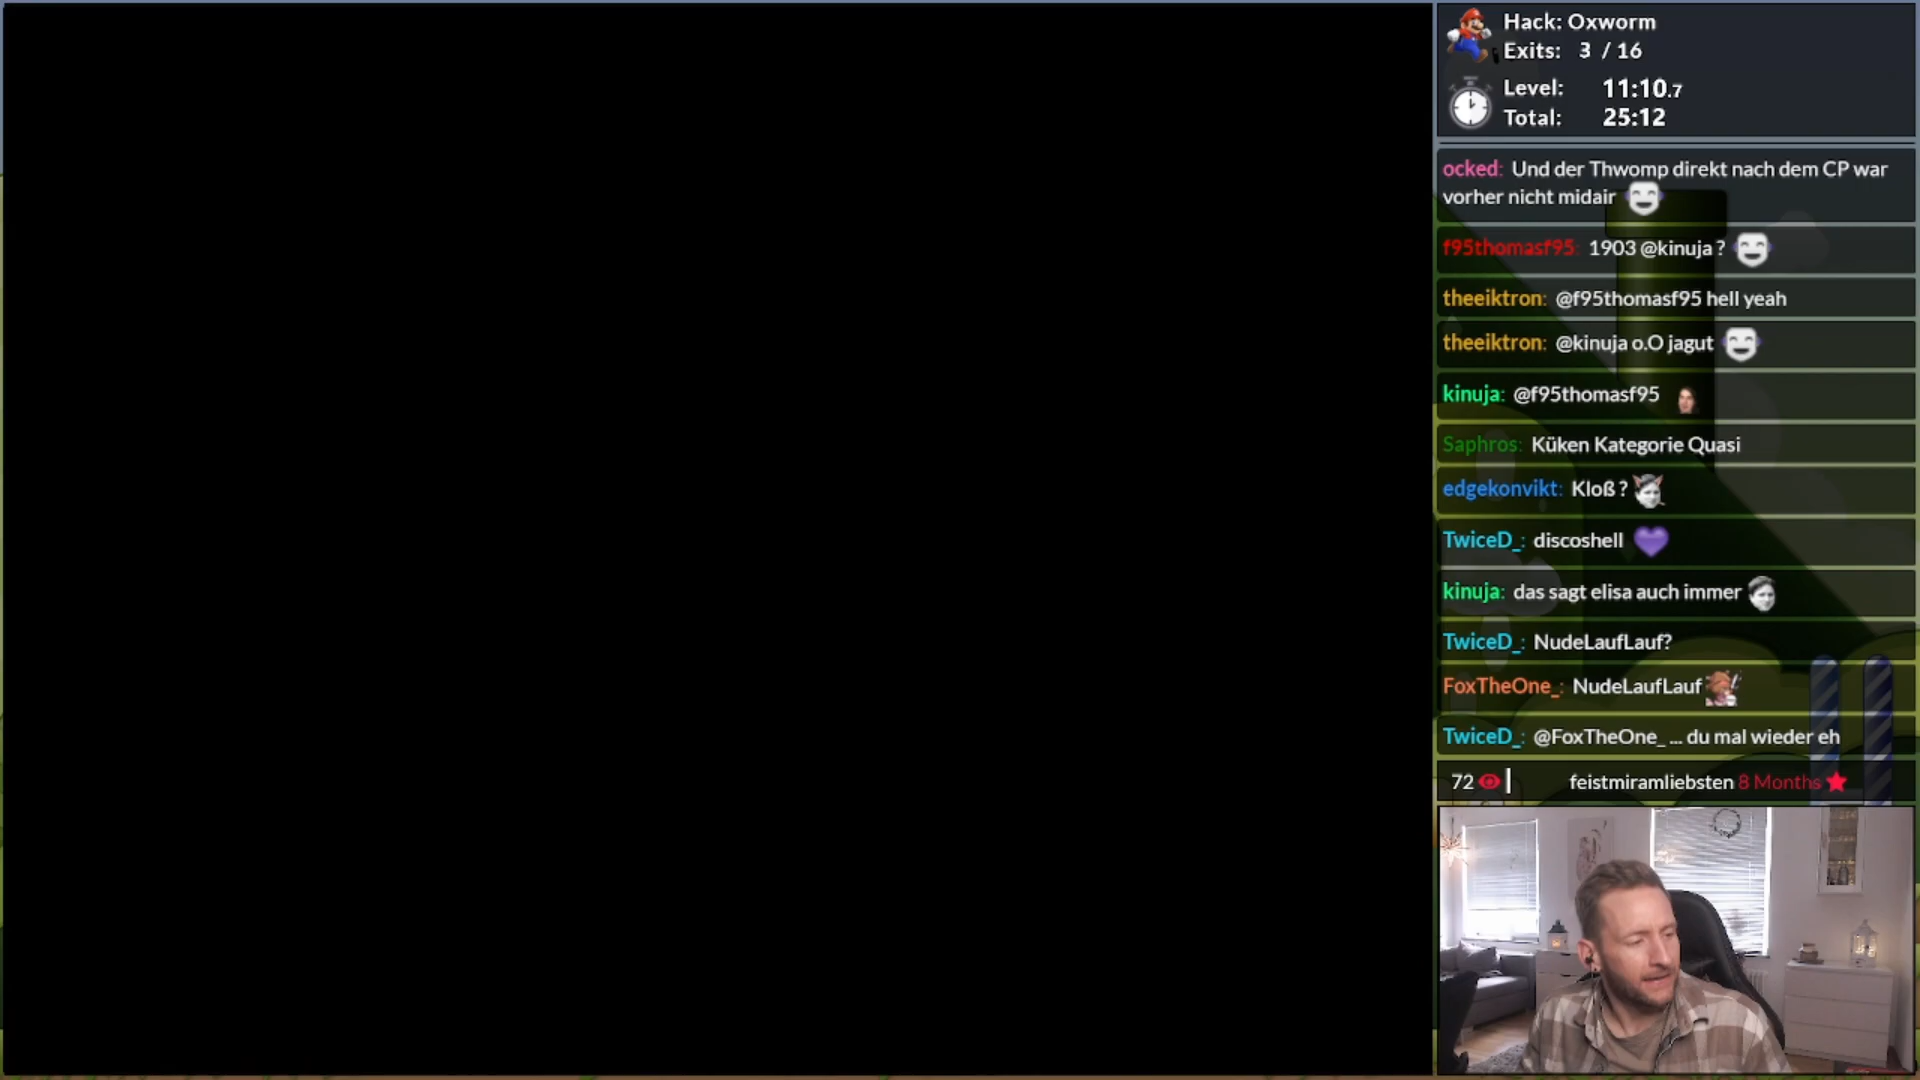 Hack: Oxworm
Exits: 3 / 16
Level: 11:10.7
Total: 25:12
ocked: Und der Thwomp direkt nach dem CP war
vorher nicht midair
f95thomasf95: 1903 @kinuja ?
theeiktron: @f95thomasf95 hell yeah
theeiktron: @kinuja o.O jagut
kinuja: @f95thomasf95
Saphros: Küken Kategorie Quasi
edgekonvikt: Kloß ?
TwiceD_: discoshell
kinuja: das sagt elisa auch immer
TwiceD_: NudeLaufLauf?
FoxTheOne_: NudeLaufLauf
TwiceD_: @FoxTheOne_ ... du mal wieder eh
72 feistmiramliebsten 8 Months